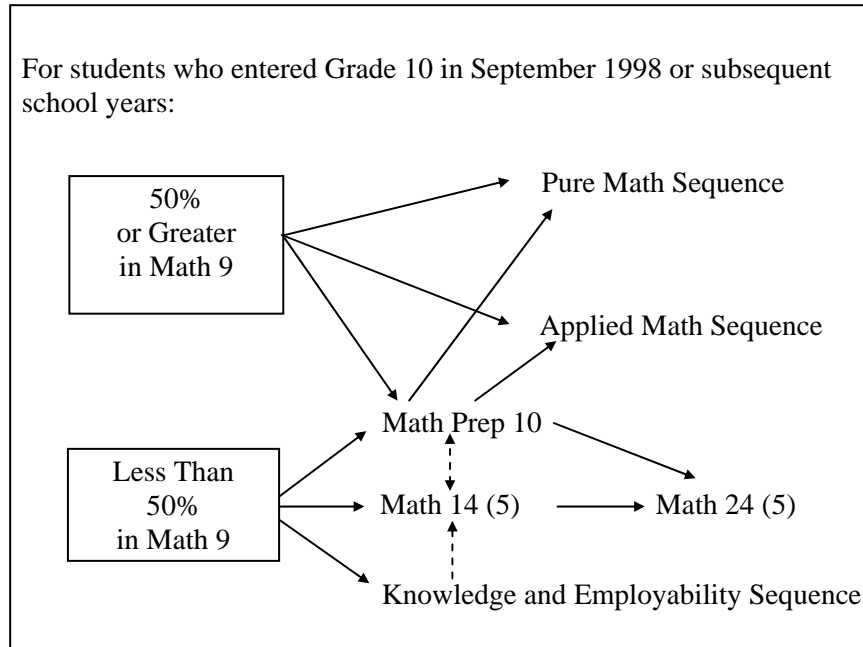 For students who entered Grade 10 in September 1998 or subsequent
school years:
50%
or Greater
in Math 9
Pure Math Sequence
Applied Math Sequence
Math Prep 10
Less Than
50%
in Math 9
Math 14 (5)
Math 24 (5)
Knowledge and Employability Sequence